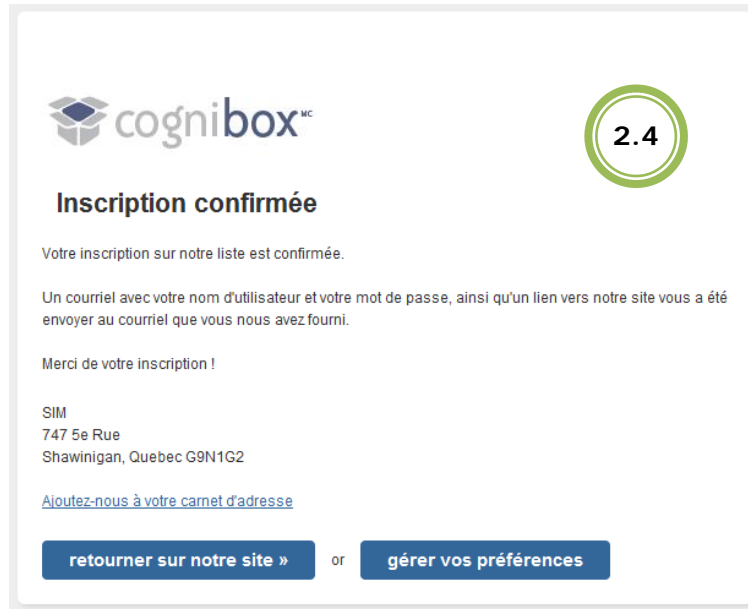 cognibox MC
2.4
Inscription confirmée
Votre inscription sur notre liste est confirmée.
Un courriel avec votre nom d'utilisateur et votre mot de passe, ainsi qu'un lien vers notre site vous a été
envoyer au courriel que vous nous avez fourni.
Merci de votre inscription !
SIM
747 5e Rue
Shawinigan, Quebec G9N1G2
Ajoutez-nous à votre carnet d'adresse
retourner sur notre site » or gérer vos préférences